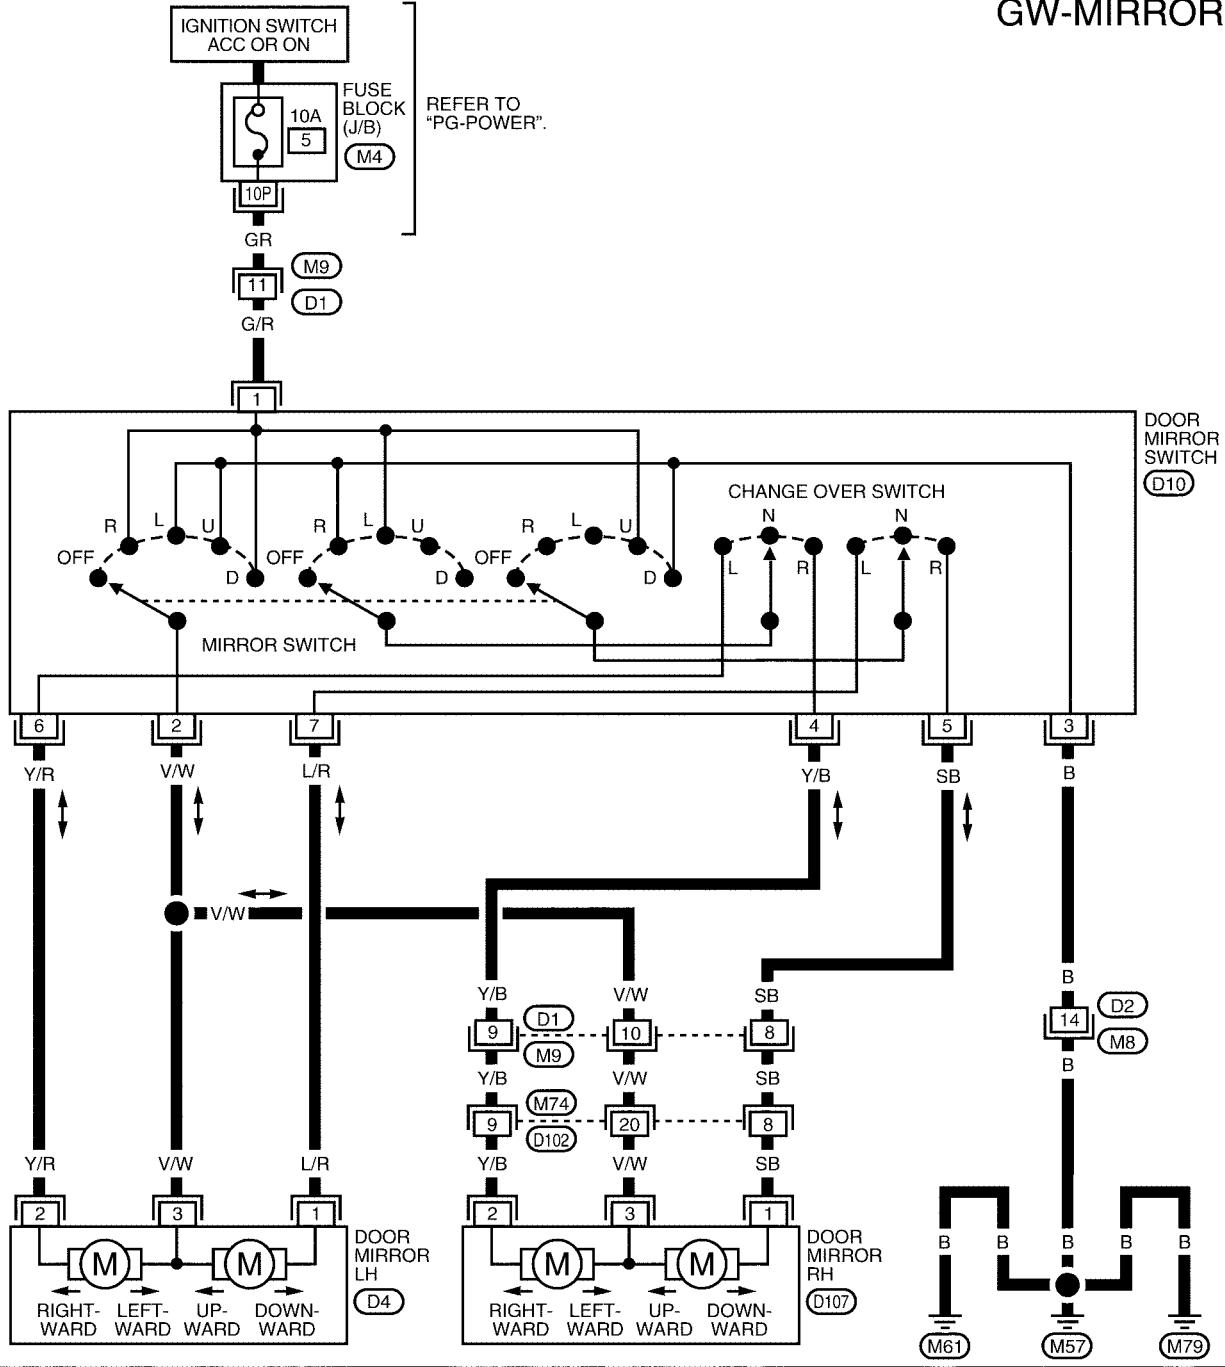 GW-MIRROR
IGNITION SWITCH
ACC OR ON
FUSE
BLOCK
(J/B)
10A
5
M4
REFER TO
“PG-POWER”.
10P
GR
M9
11
D1
G/R
1
DOOR
MIRROR
SWITCH
D10
CHANGE OVER SWITCH
R L U
R L U
R L U
N N
OFF OFF OFF
D D D
L R L R
MIRROR SWITCH
6 2 7 4 5 3
Y/R V/W L/R Y/B SB B
V/W
Y/B V/W SB B
9 D1 10 8 14 D2
M9 M8
Y/B V/W SB B
M74
9 20 8
D102
Y/R V/W L/R Y/B V/W SB
2 3 1 2 3 1
DOOR
MIRROR
LH
D4
M M
RIGHT-
WARD
LEFT-
WARD
UP-
WARD
DOWN-
WARD
DOOR
MIRROR
RH
D107
M M
RIGHT-
WARD
LEFT-
WARD
UP-
WARD
DOWN-
WARD
B B B B B
M61 M57 M79